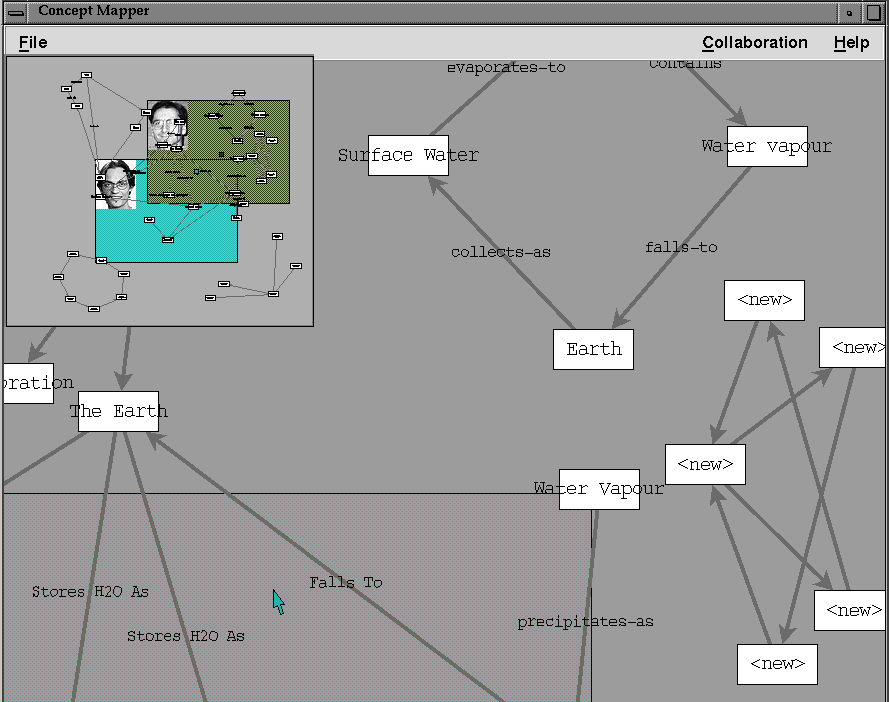 Concept Mapper
File
Collaboration
Help
evaporates-to
contains
Surface Water
Water vapour
collects-as
falls-to
<new>
Earth
<new>
oration
The Earth
<new>
Water Vapour
Falls To
Stores H2O As
<new>
precipitates-as
Stores H2O As
<new>